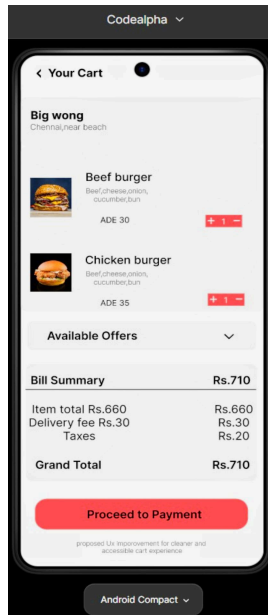 Codealpha
< Your Cart
Big wong
Chennai,near beach
Beef burger
Beef,cheese,onion,
cucumber,bun
ADE 30
+ 1 −
Chicken burger
Beef,cheese,onion,
cucumber,bun
ADE 35
+ 1 −
Available Offers
Bill Summary Rs.710
Item total Rs.660 Rs.660
Delivery fee Rs.30 Rs.30
Taxes Rs.20
Grand Total Rs.710
Proceed to Payment
proposed Ux Imporovement for cleaner and
accessible cart experience
Android Compact